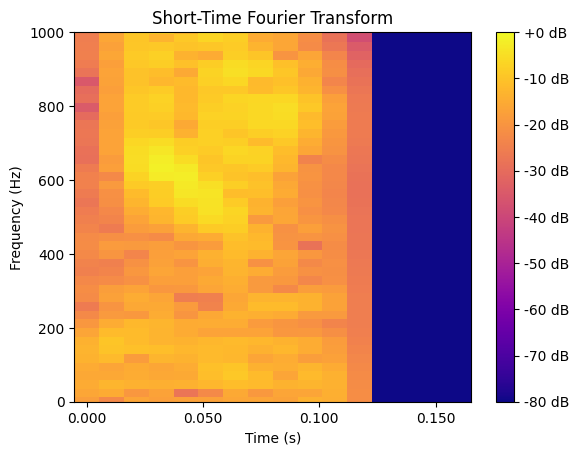 Short-Time Fourier Transform
Frequency (Hz)
1000
800
600
400
200
0
0.000
0.050
0.100
0.150
Time (s)
+0 dB
-10 dB
-20 dB
-30 dB
-40 dB
-50 dB
-60 dB
-70 dB
-80 dB